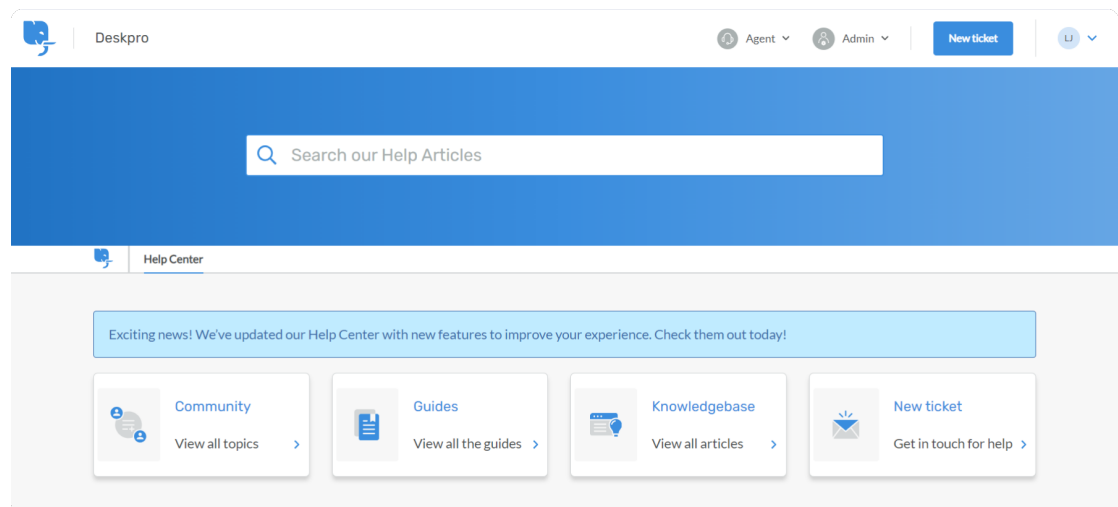 Deskpro
Agent
Admin
New ticket
LJ
Search our Help Articles
Help Center
Exciting news! We've updated our Help Center with new features to improve your experience. Check them out today!
Community
View all topics
Guides
View all the guides
Knowledgebase
View all articles
New ticket
Get in touch for help